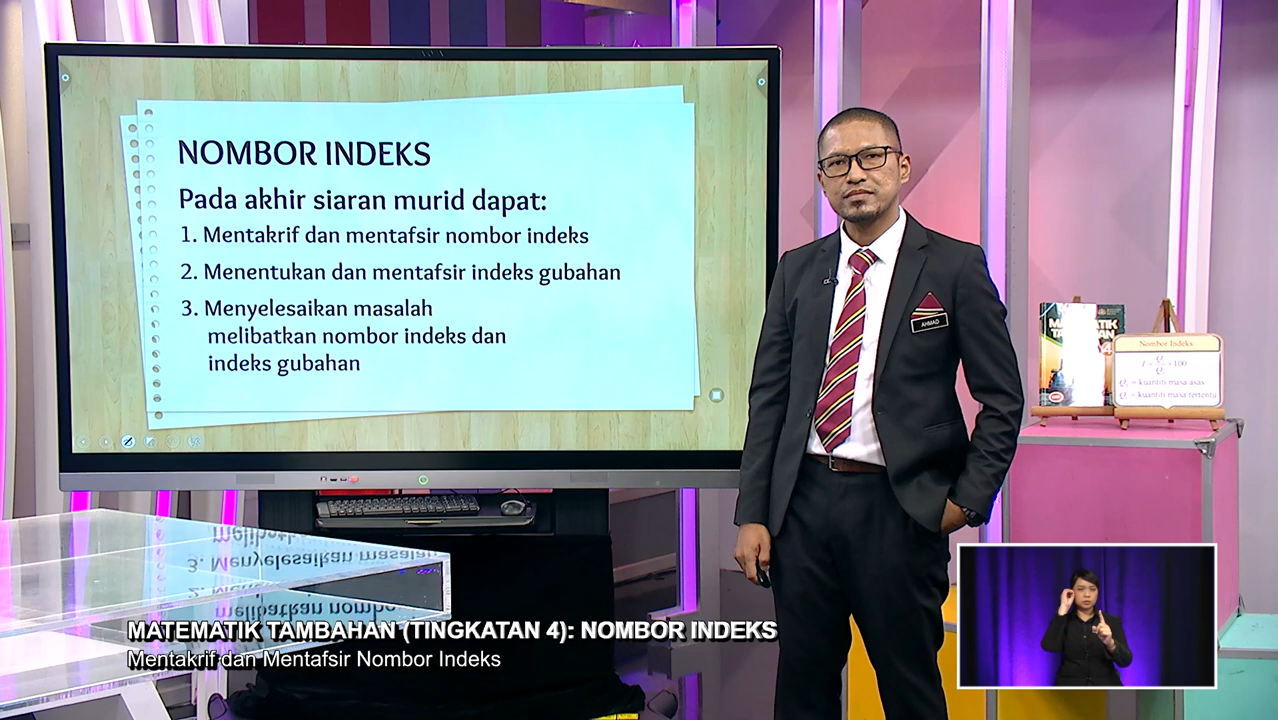 NOMBOR INDEKS
Pada akhir siaran murid dapat:
1. Mentakrif dan mentafsir nombor indeks
2. Menentukan dan mentafsir indeks gubahan
3. Menyelesaikan masalah
melibatkan nombor indeks dan
indeks gubahan
AHMAD
Nombor Indeks
= kuantiti masa asas
= kuantiti masa tertentu
MATEMATIK TAMBAHAN (TINGKATAN 4): NOMBOR INDEKS
Mentakrif dan Mentafsir Nombor Indeks